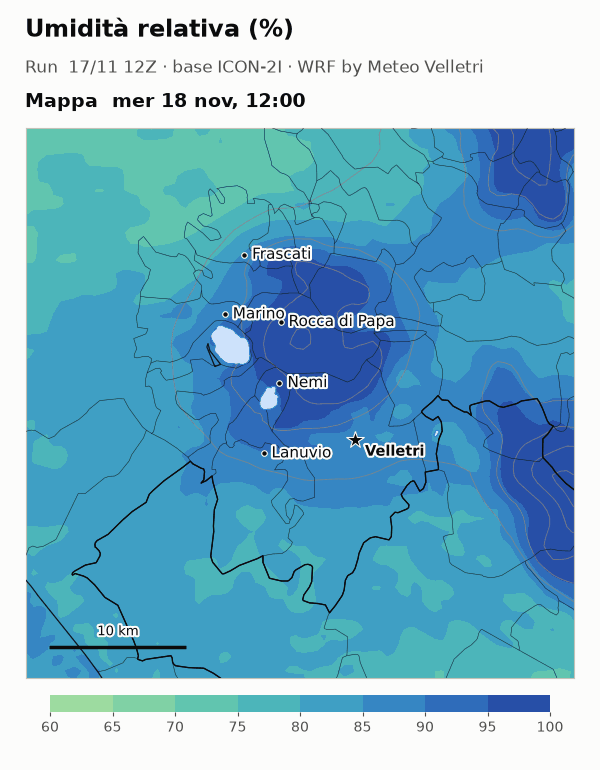 Umidità relativa (%)
Run  17/11 12Z · base ICON-2I · WRF by Meteo Velletri
Mappa  mer 18 nov, 12:00
Frascati
Marino
Rocca di Papa
Nemi
Velletri
Lanuvio
10 km
60 65 70 75 80 85 90 95 100